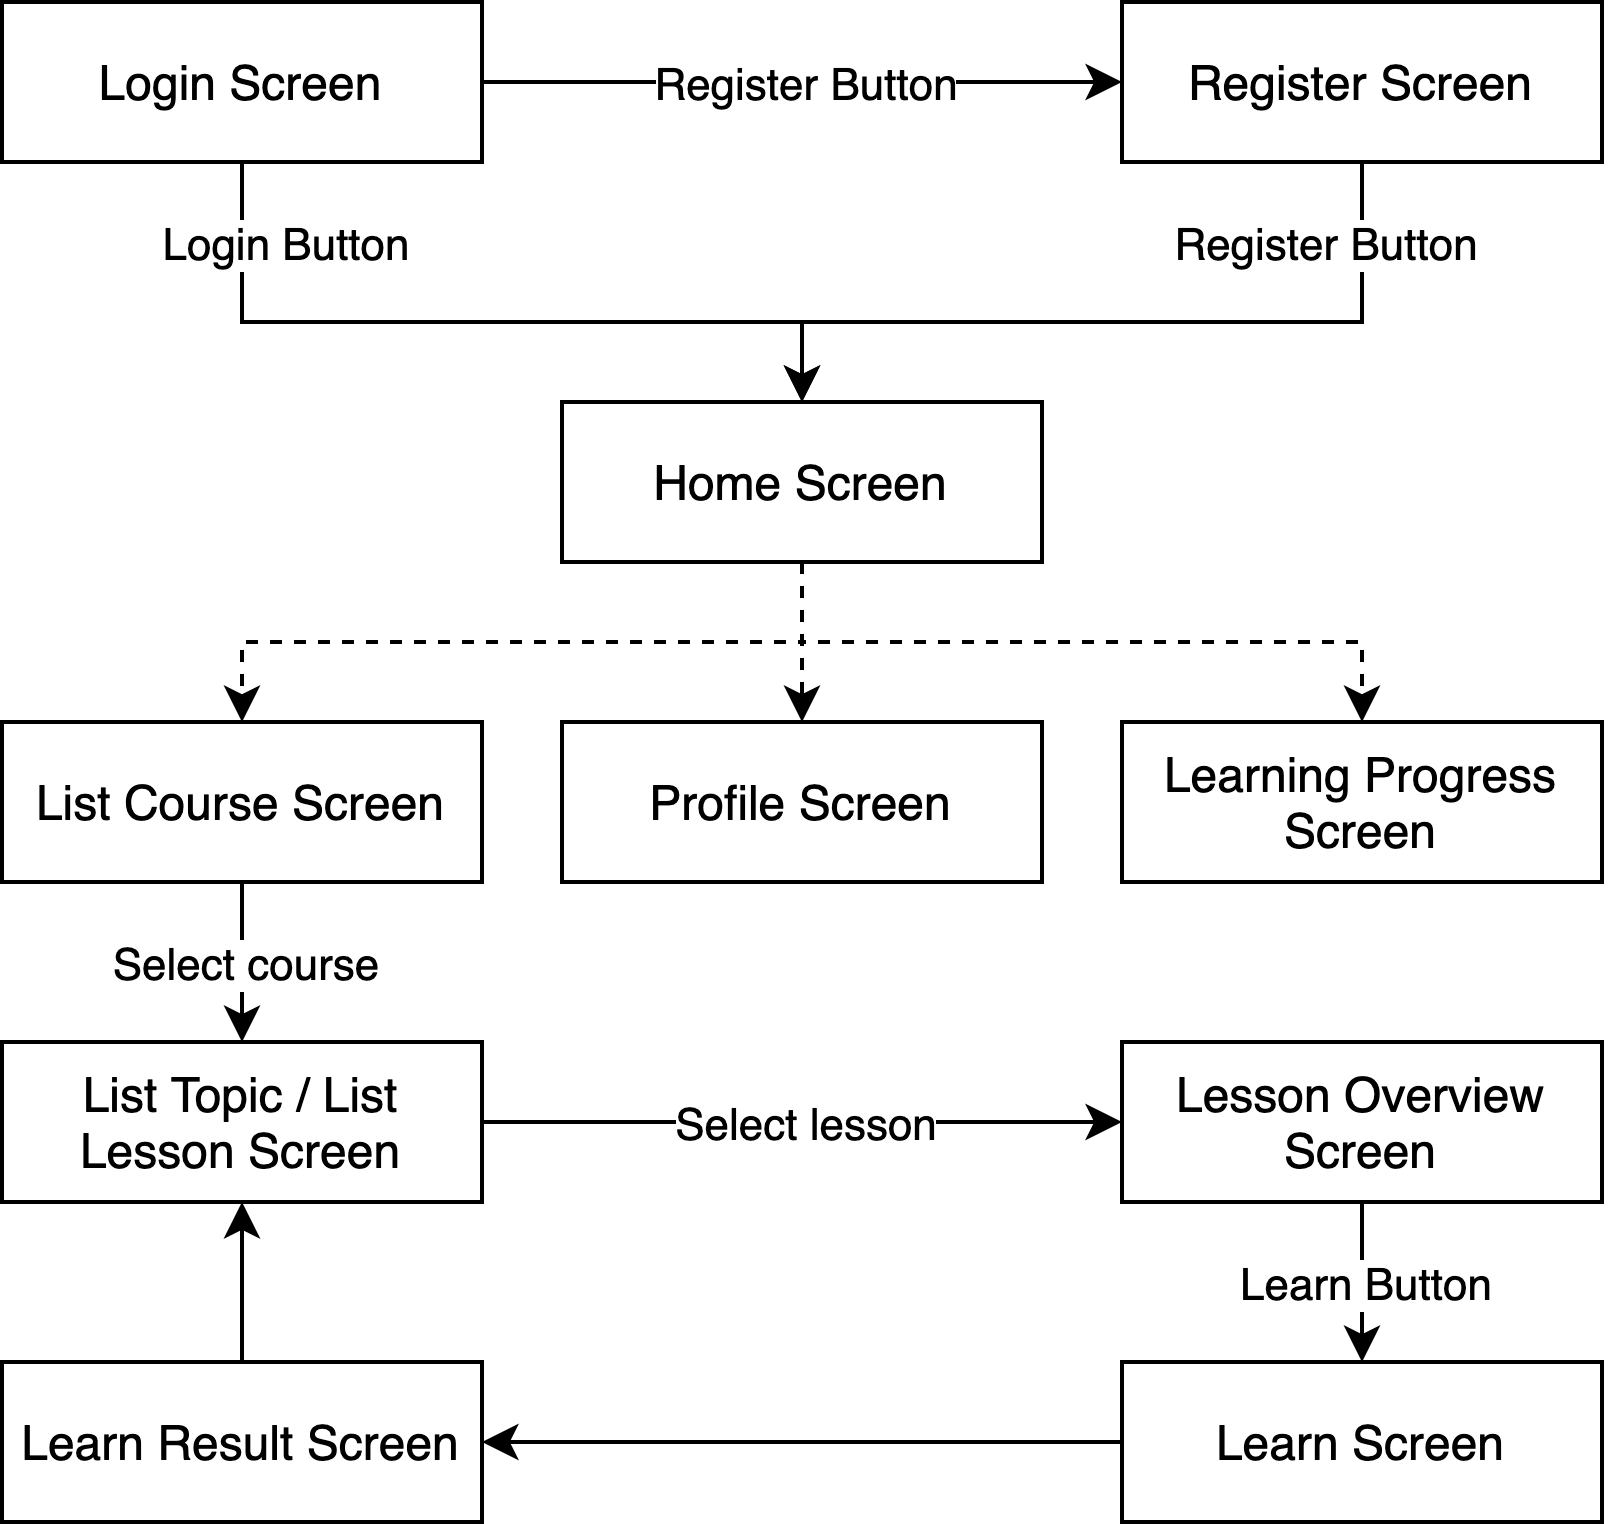 Login Screen
Register Button
Register Screen
Login Button
Register Button
Home Screen
List Course Screen
Profile Screen
Learning Progress
Screen
Select course
List Topic / List
Lesson Screen
Select lesson
Lesson Overview
Screen
Learn Button
Learn Result Screen
Learn Screen